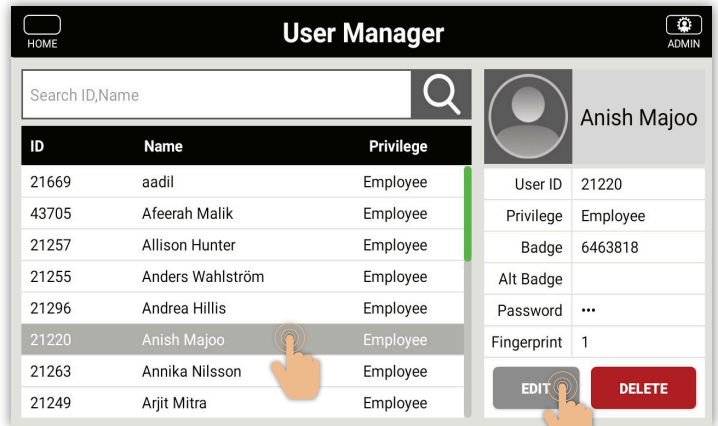 HOME
User Manager
ADMIN
Search ID,Name
ID Name Privilege
21669 aadil Employee
43705 Afeerah Malik Employee
21257 Allison Hunter Employee
21255 Anders Wahlström Employee
21296 Andrea Hillis Employee
21220 Anish Majoo Employee
21263 Annika Nilsson Employee
21249 Arjit Mitra Employee
Anish Majoo
User ID 21220
Privilege Employee
Badge 6463818
Alt Badge
Password •••
Fingerprint 1
EDIT
DELETE